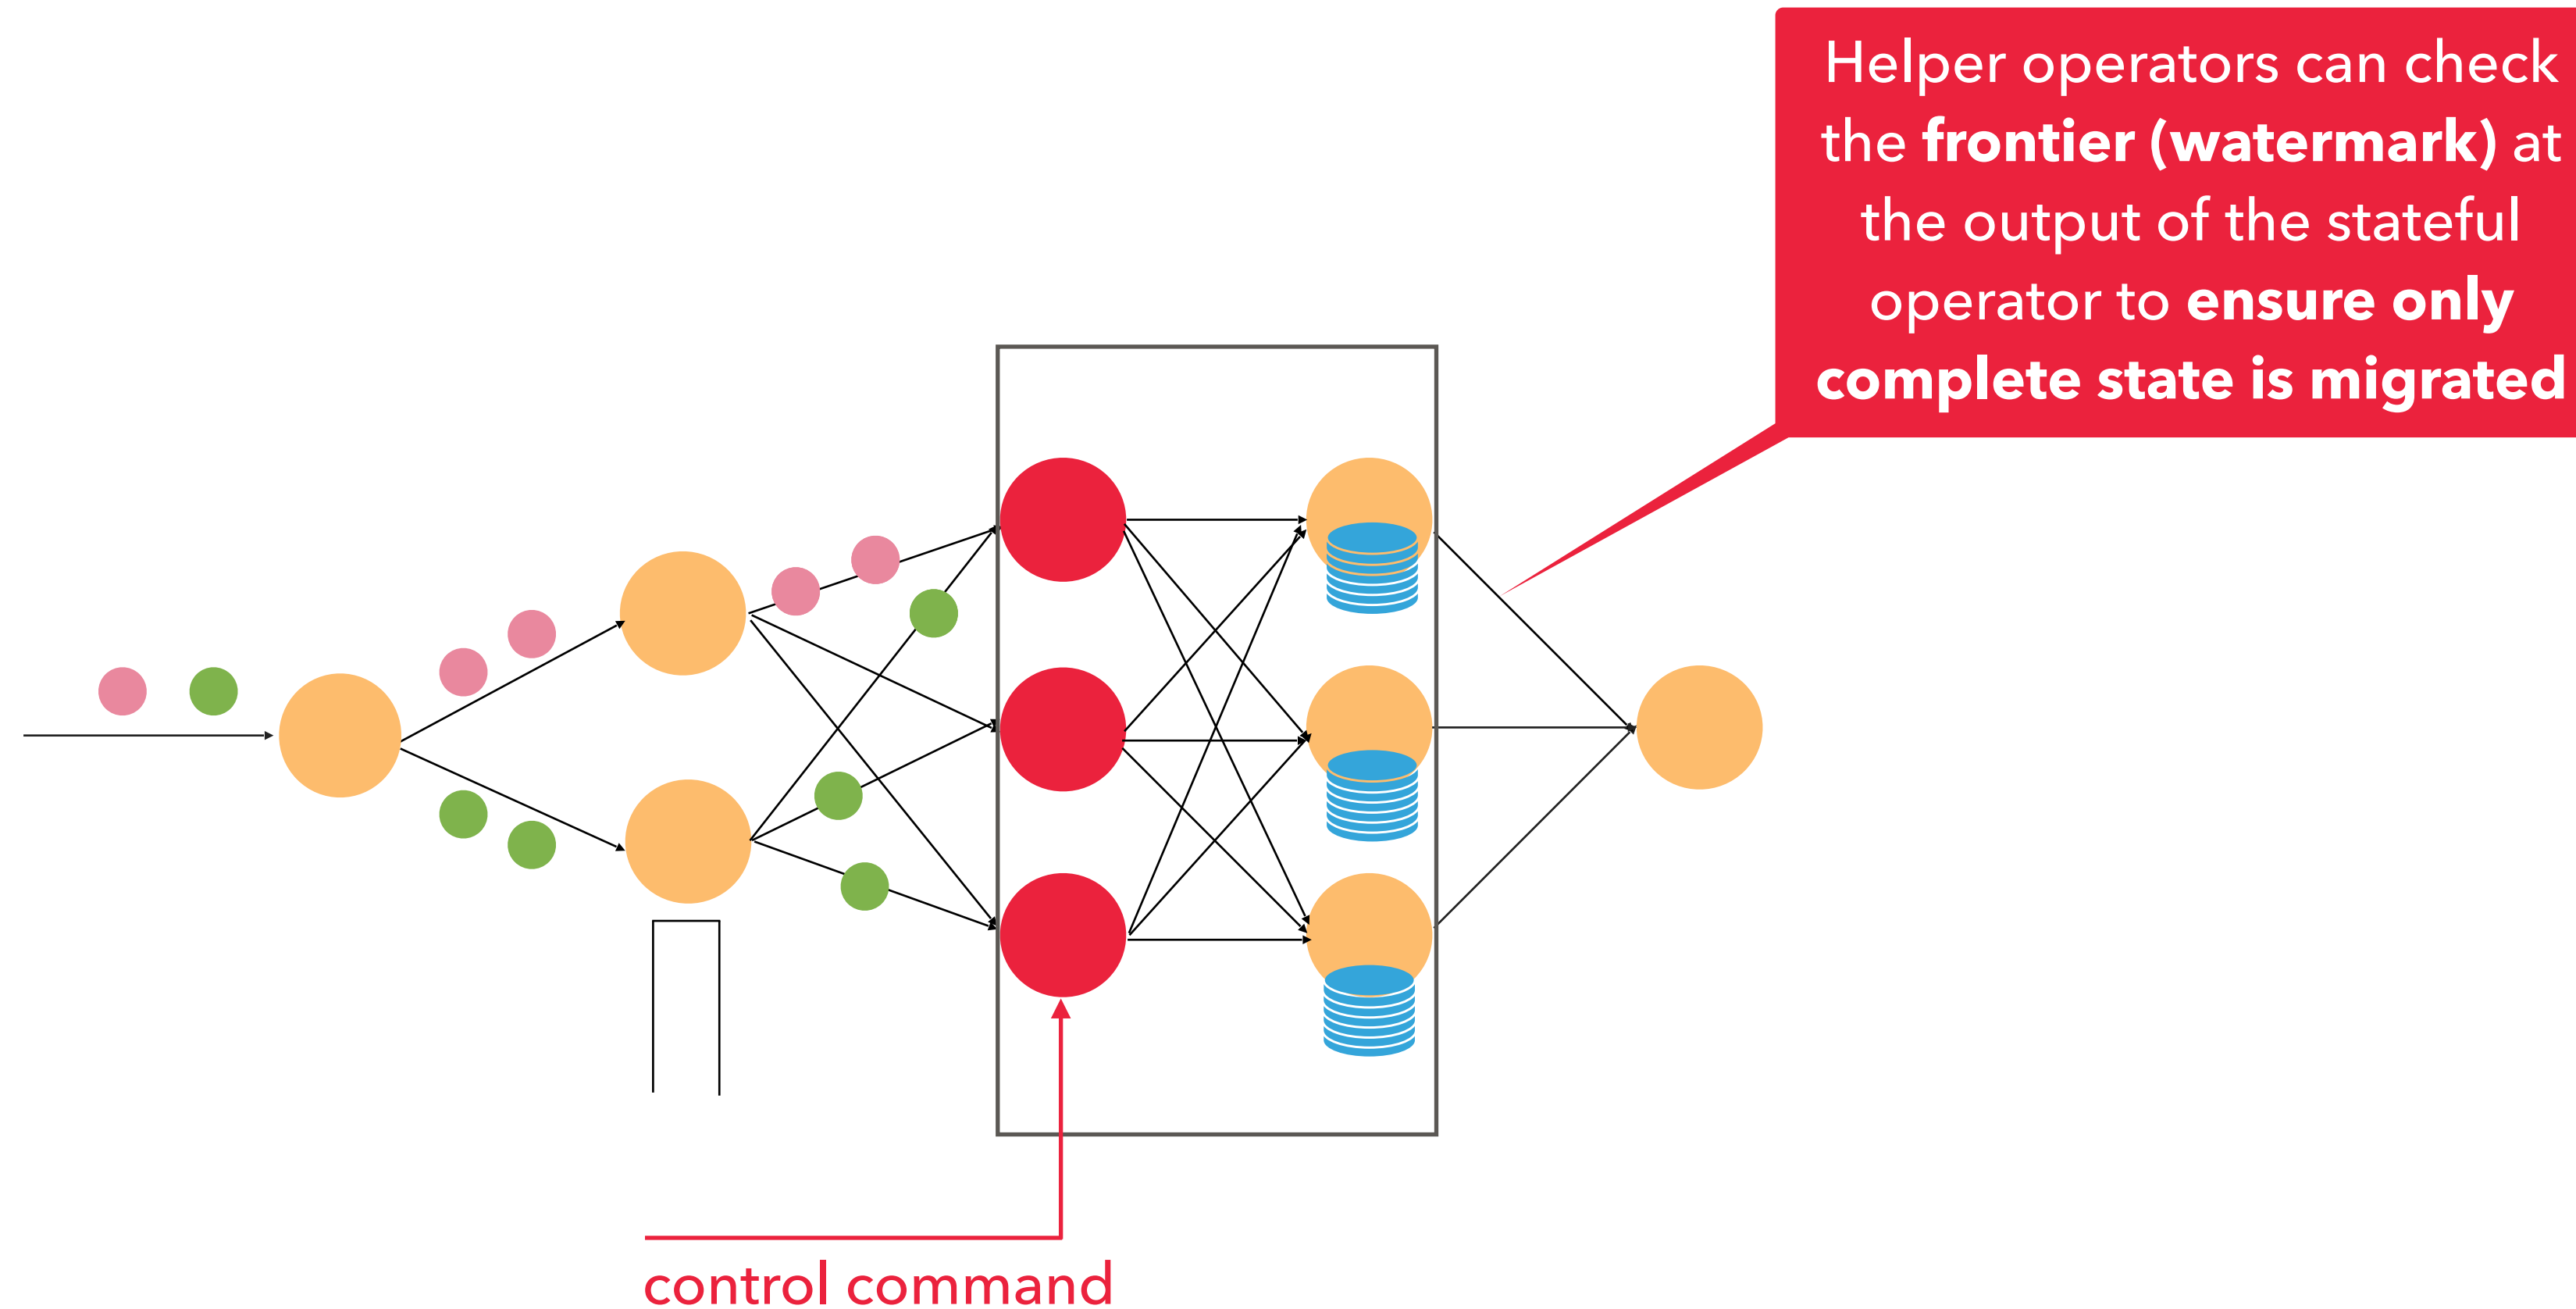 Helper operators can check
the frontier (watermark) at
the output of the stateful
operator to ensure only
complete state is migrated
control command